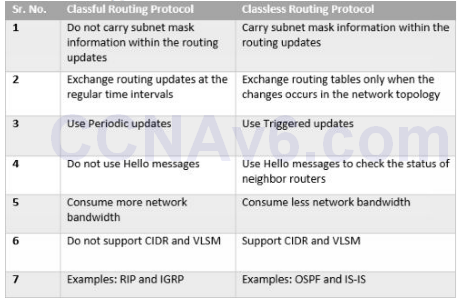 Sr. No. Classful Routing Protocol Classless Routing Protocol
1 Do not carry subnet mask Carry subnet mask information within the
information within the routing routing updates
updates
2 Exchange routing updates at the Exchange routing tables only when the
regular time intervals changes occurs in the network topology
3 Use Periodic updates Use Triggered updates
CCNAv6.com
4 Do not use Hello messages Use Hello messages to check the status of
neighbor routers
5 Consume more network Consume less network bandwidth
bandwidth
6 Do not support CIDR and VLSM Support CIDR and VLSM
7 Examples: RIP and IGRP Examples: OSPF and IS-IS